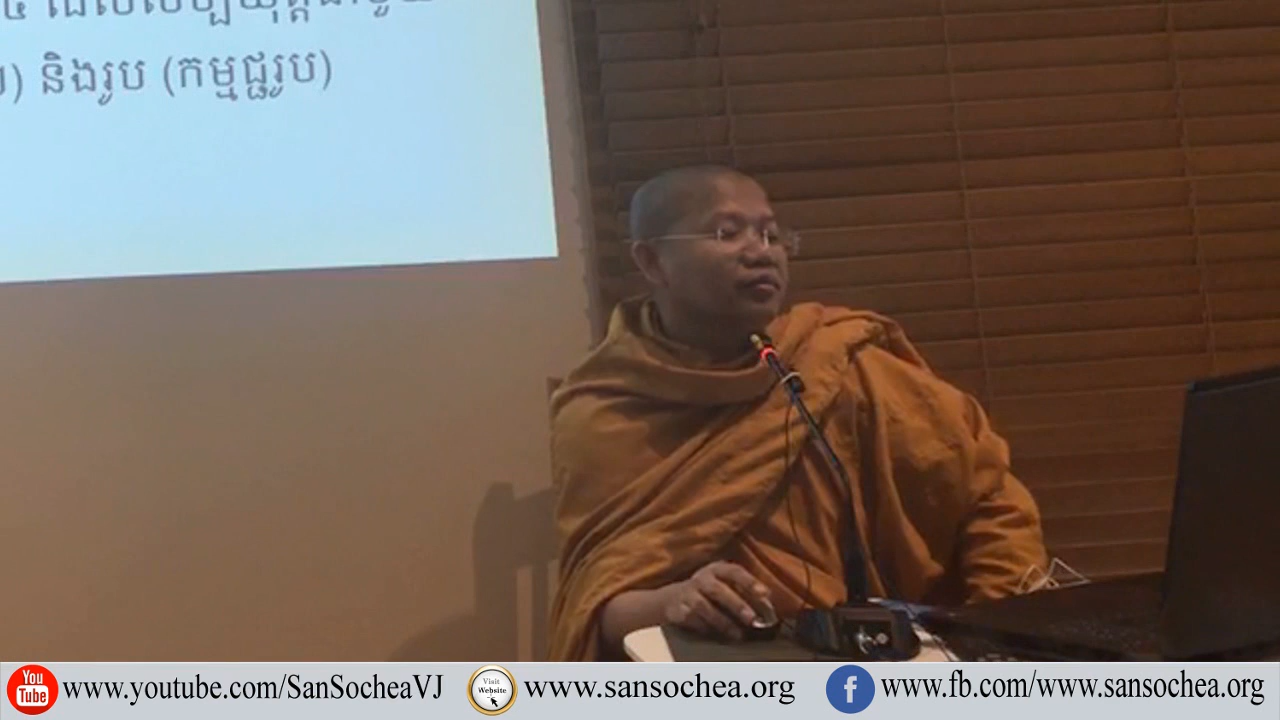 និងរូប (កម្មជ្ជរូប)
You Tube www.youtube.com/SanSocheaVJ Visit Website www.sansochea.org f www.fb.com/www.sansochea.org